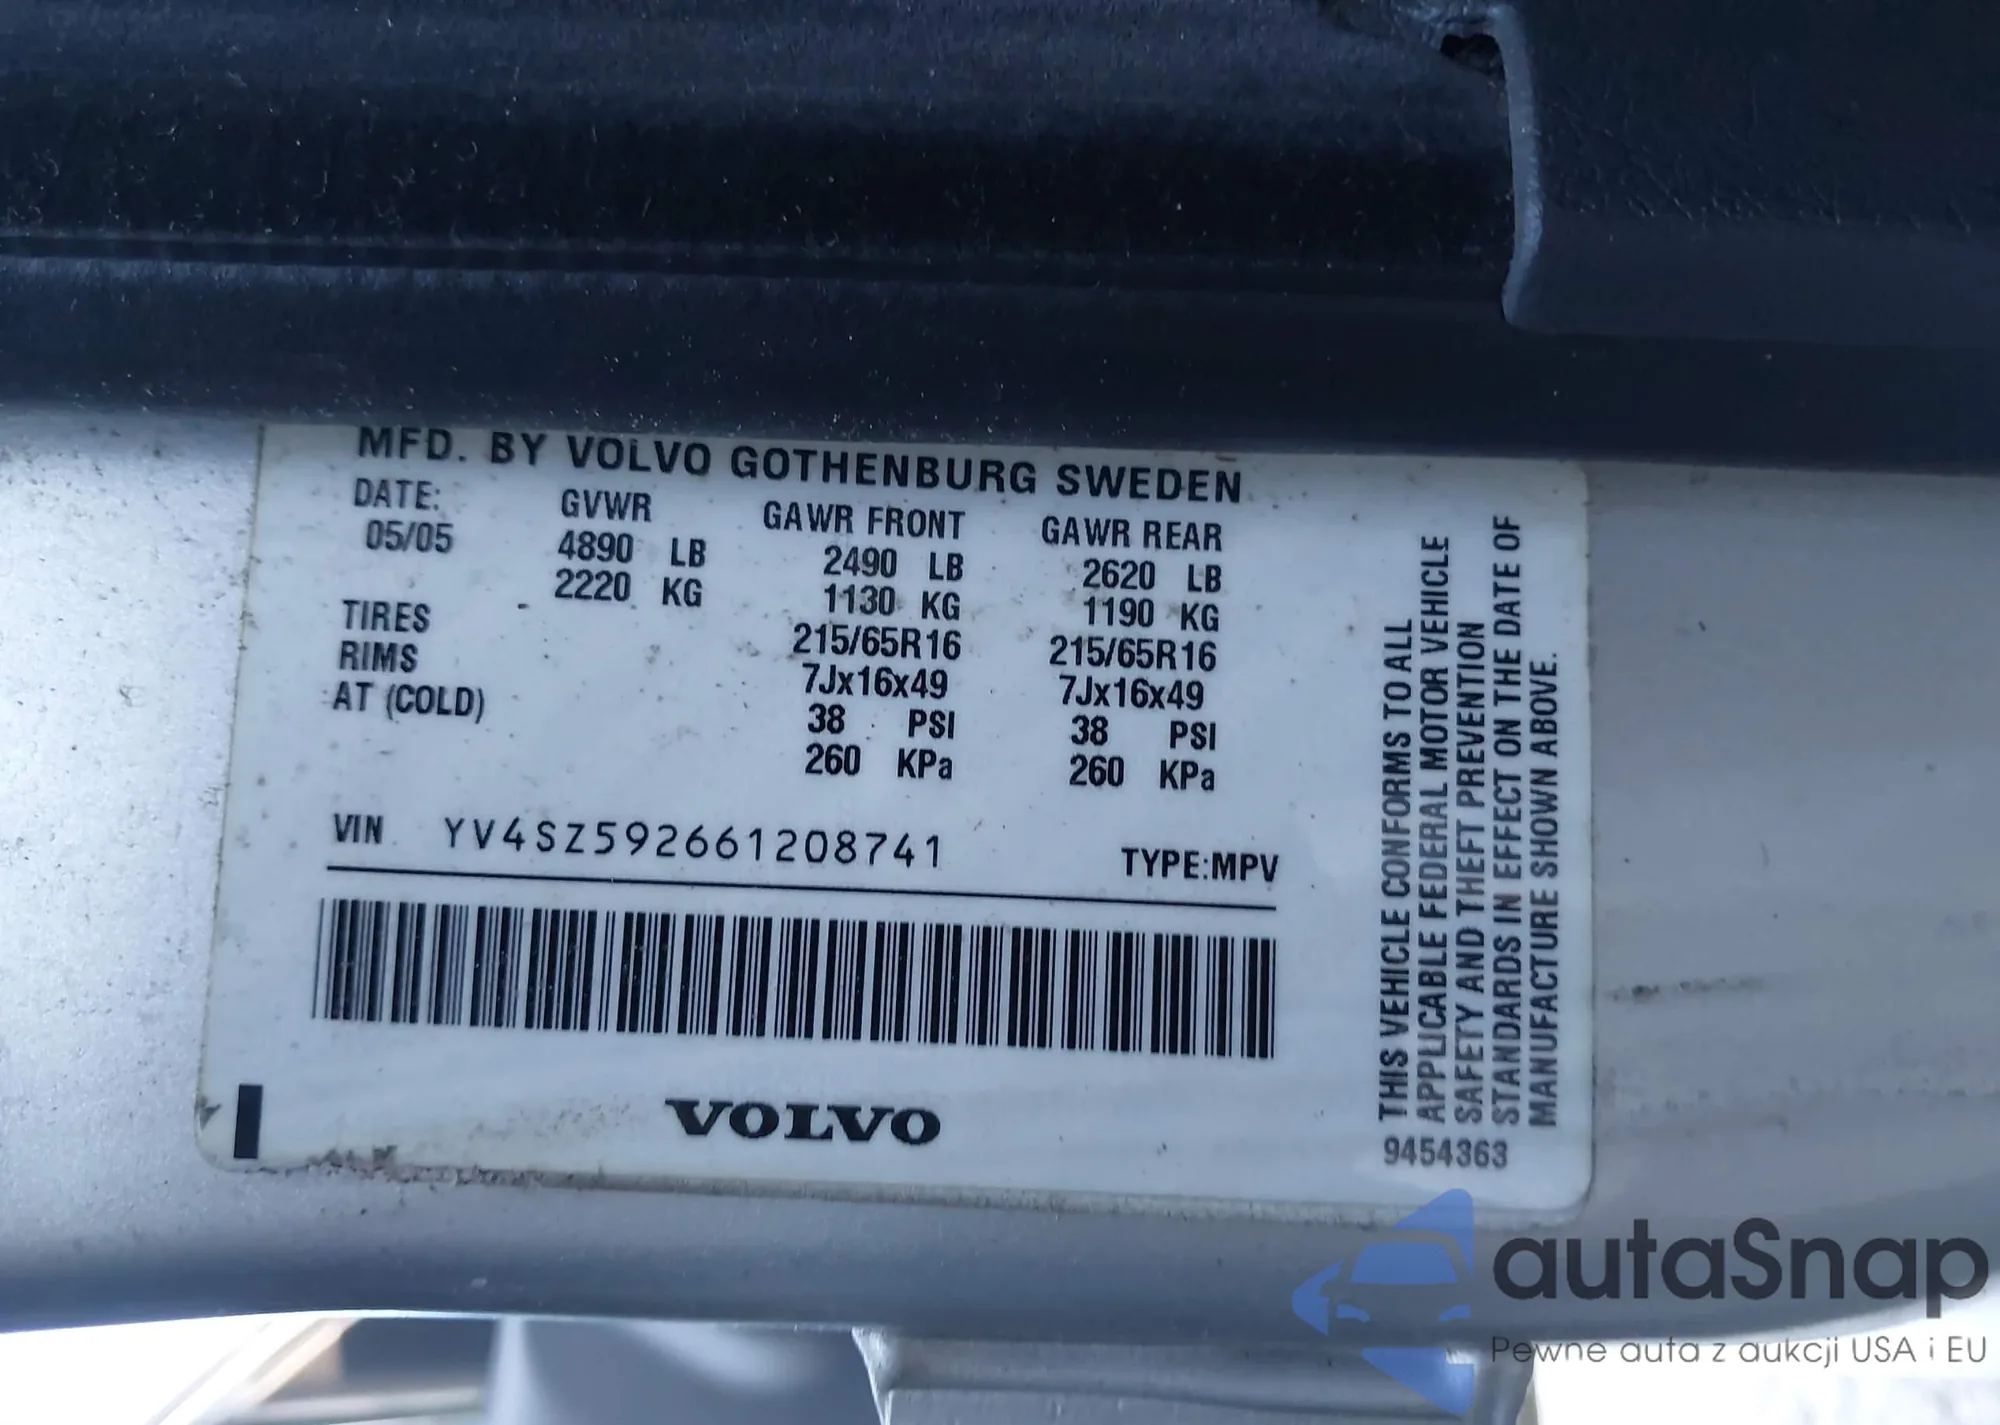 MFD. BY VOLVO GOTHENBURG SWEDEN
DATE: GVWR GAWR FRONT GAWR REAR
05/05 4890 LB 2490 LB 2620 LB
2220 KG 1130 KG 1190 KG
TIRES 215/65R16 215/65R16
RIMS 7Jx16x49 7Jx16x49
AT (COLD) 38 PSI 38 PSI
260 KPa 260 KPa
VIN YV4SZ592661208741 TYPE:MPV
VOLVO
THIS VEHICLE CONFORMS TO ALL
APPLICABLE FEDERAL MOTOR VEHICLE
SAFETY AND THEFT PREVENTION
STANDARDS IN EFFECT ON THE DATE OF
MANUFACTURE SHOWN ABOVE.
9454363
autaSnap
Pewne auta z aukcji USA i EU